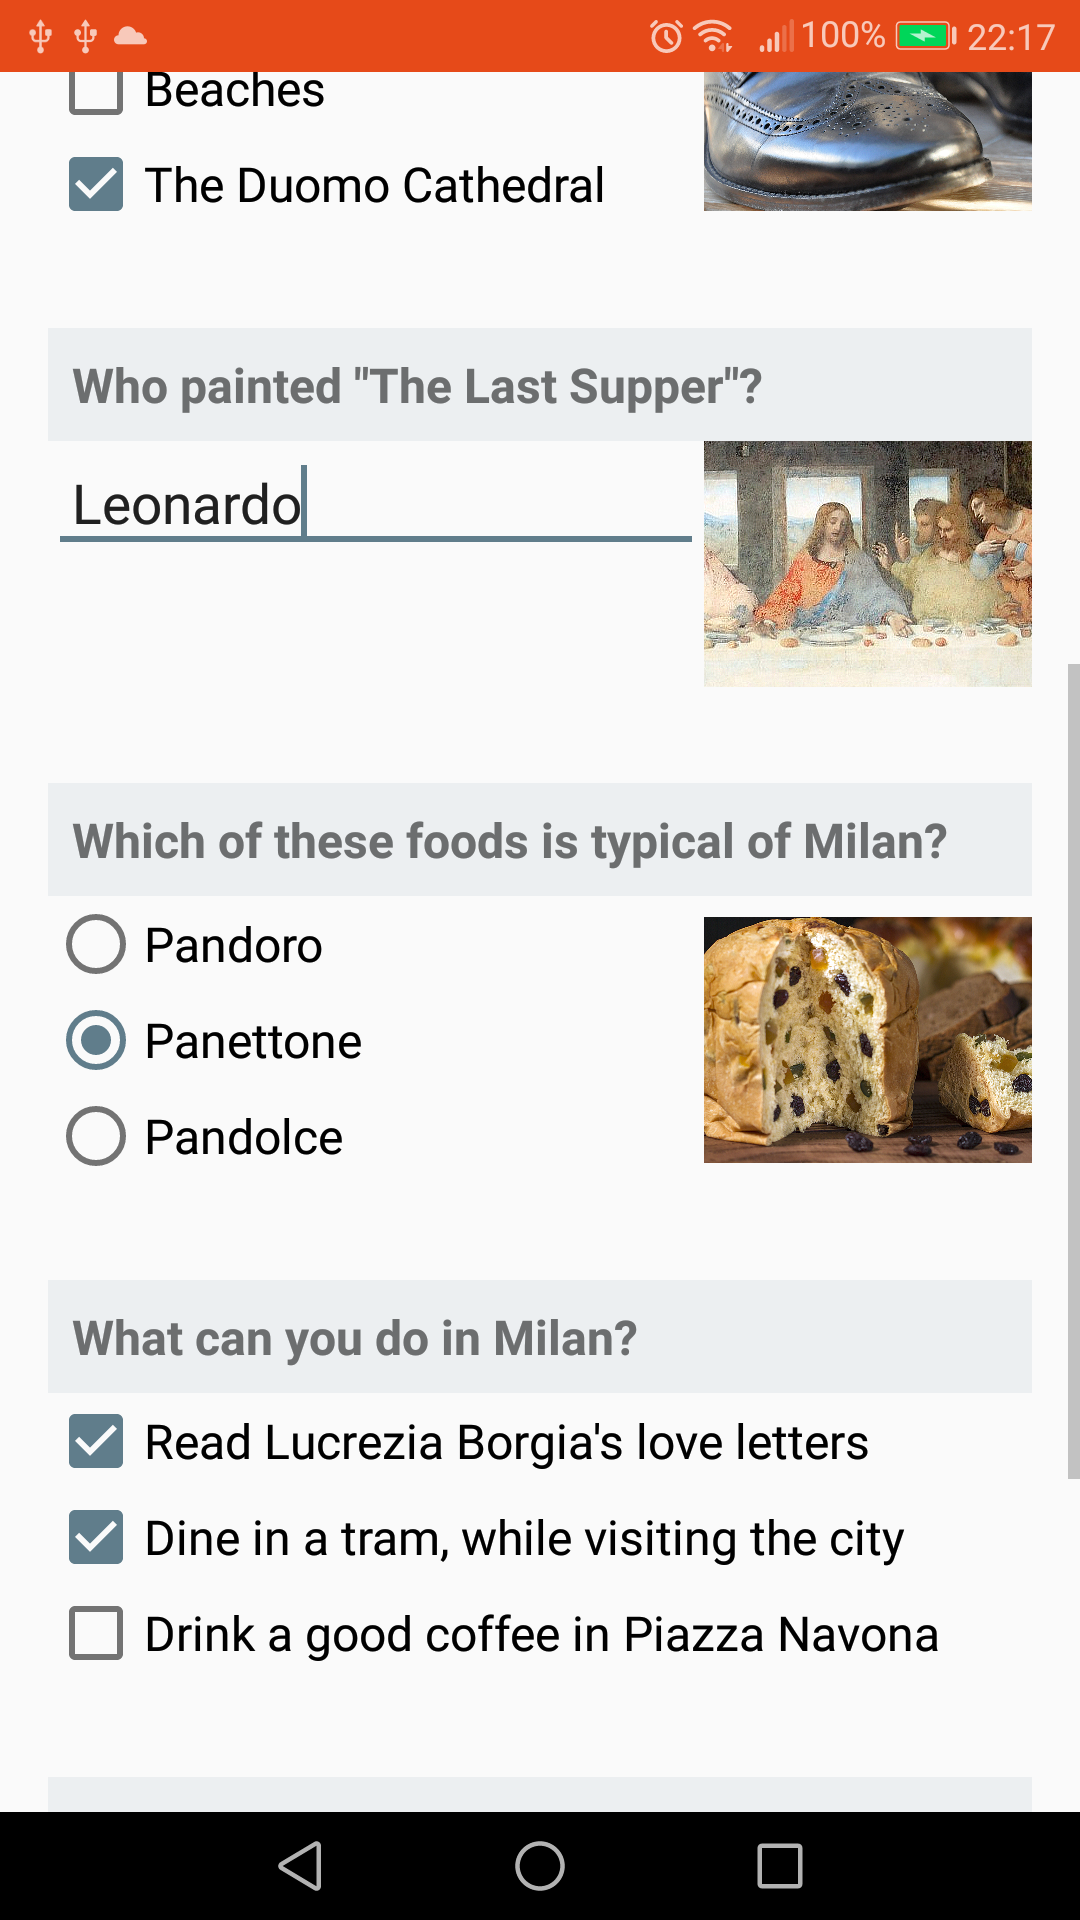 100% 22:17
Beaches
The Duomo Cathedral
Who painted "The Last Supper"?
Leonardo
Which of these foods is typical of Milan?
Pandoro
Panettone
Pandolce
What can you do in Milan?
Read Lucrezia Borgia's love letters
Dine in a tram, while visiting the city
Drink a good coffee in Piazza Navona